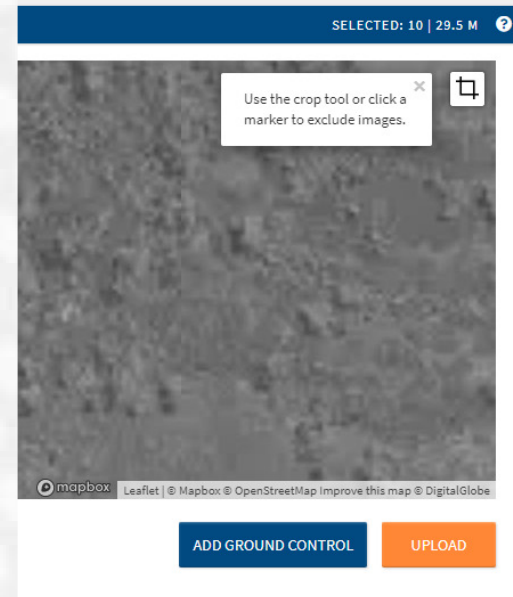 SELECTED: 10 | 29.5 M ?
Use the crop tool or click a ×
marker to exclude images.
mapbox Leaflet | © Mapbox © OpenStreetMap Improve this map © DigitalGlobe
ADD GROUND CONTROL UPLOAD